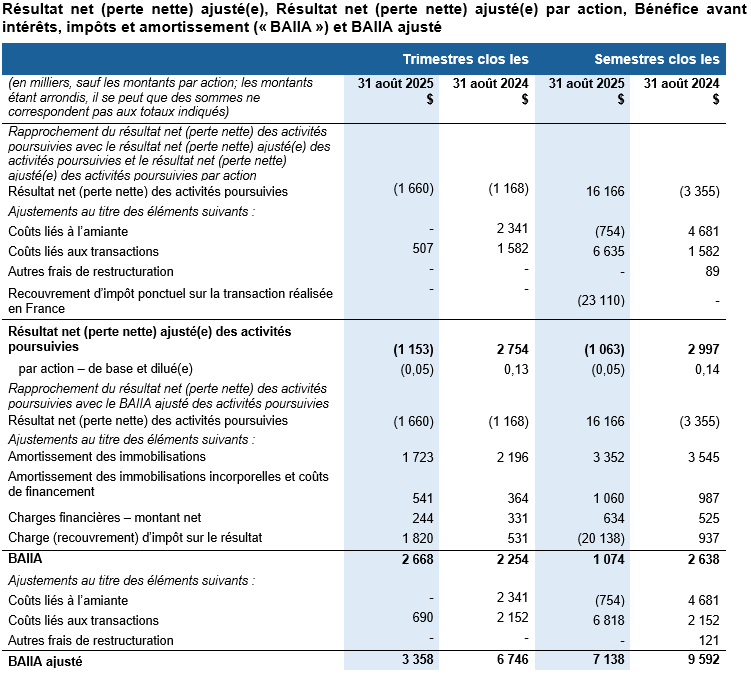 Résultat net (perte nette) ajusté(e), Résultat net (perte nette) ajusté(e) par action, Bénéfice avant
intérêts, impôts et amortissement (« BAIIA ») et BAIIA ajusté
Trimestres clos les Semestres clos les
(en milliers, sauf les montants par action; les montants 31 août 2025 31 août 2024 31 août 2025 31 août 2024
étant arrondis, il se peut que des sommes ne $ $ $ $
correspondent pas aux totaux indiqués)
Rapprochement du résultat net (perte nette) des activités
poursuivies avec le résultat net (perte nette) ajusté(e) des
activités poursuivies et le résultat net (perte nette)
ajusté(e) des activités poursuivies par action
Résultat net (perte nette) des activités poursuivies (1 660) (1 168) 16 166 (3 355)
Ajustements au titre des éléments suivants :
Coûts liés à l’amiante - 2 341 (754) 4 681
Coûts liés aux transactions 507 1 582 6 635 1 582
Autres frais de restructuration - - - 89
Recouvrement d’impôt ponctuel sur la transaction réalisée - -
en France (23 110) -
Résultat net (perte nette) ajusté(e) des activités
poursuivies (1 153) 2 754 (1 063) 2 997
par action – de base et dilué(e) (0,05) 0,13 (0,05) 0,14
Rapprochement du résultat net (perte nette) des activités
poursuivies avec le BAIIA ajusté des activités poursuivies
Résultat net (perte nette) des activités poursuivies (1 660) (1 168) 16 166 (3 355)
Ajustements au titre des éléments suivants :
Amortissement des immobilisations 1 723 2 196 3 352 3 545
Amortissement des immobilisations incorporelles et coûts
de financement 541 364 1 060 987
Charges financières – montant net 244 331 634 525
Charge (recouvrement) d’impôt sur le résultat 1 820 531 (20 138) 937
BAIIA 2 668 2 254 1 074 2 638
Ajustements au titre des éléments suivants :
Coûts liés à l’amiante - 2 341 (754) 4 681
Coûts liés aux transactions 690 2 152 6 818 2 152
Autres frais de restructuration - - - 121
BAIIA ajusté 3 358 6 746 7 138 9 592